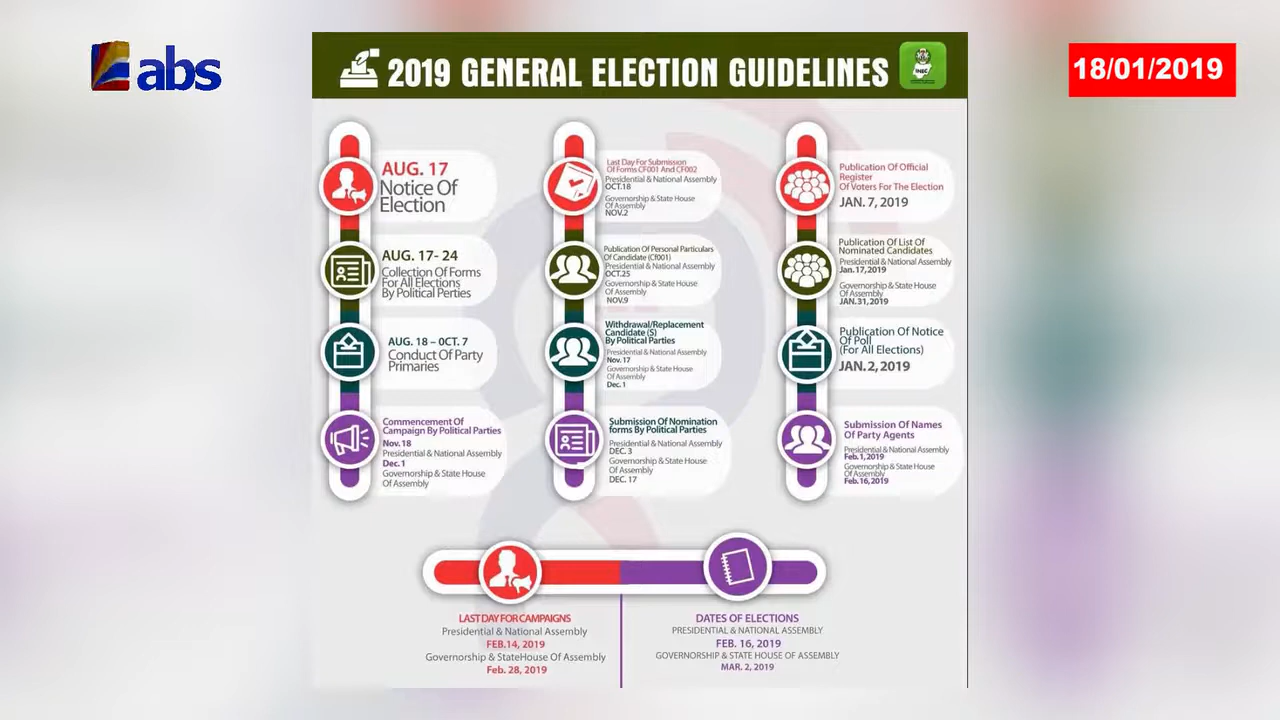 abs
18/01/2019
2019 GENERAL ELECTION GUIDELINES
INEC
AUG. 17
Notice Of
Election
AUG. 17- 24
Collection Of Forms
For All Elections
By Political Perties
AUG. 18 – 0CT. 7
Conduct Of Party
Primaries
Commencement Of
Campaign By Political Parties
Nov. 18
Presidential & National Assembly
Dec. 1
Governorship & State House
Of Assembly
Last Day For Submission
Of Forms CF001 And CF002
Presidential & National Assembly
OCT.18
Governorship & State House
Of Assembly
NOV.2
Publication Of Personal Particulars
Of Candidate (Cf001)
Presidential & National Assembly
OCT.25
Governorship & State House
Of Assembly
NOV.9
Withdrawal/Replacement
Candidate (S)
By Political Parties
Presidential & National Assembly
Nov. 17
Governorship & State House
Of Assembly
Dec. 1
Submission Of Nomination
forms By Political Parties
Presidential & National Assembly
DEC. 3
Governorship & State House
Of Assembly
DEC. 17
Publication Of Official
Register
Of Voters For The Election
JAN. 7, 2019
Publication Of List Of
Nominated Candidates
Presidential & National Assembly
Jan. 17, 2019
Governorship & State House
Of Assembly
JAN. 31, 2019
Publication Of Notice
Of Poll
(For All Elections)
JAN. 2, 2019
Submission Of Names
Of Party Agents
Presidential & National Assembly
Feb. 1, 2019
Governorship & State House
Of Assembly
Feb. 16, 2019
LAST DAY FOR CAMPAIGNS
Presidential & National Assembly
FEB.14, 2019
Governorship & StateHouse Of Assembly
Feb. 28, 2019
DATES OF ELECTIONS
PRESIDENTIAL & NATIONAL ASSEMBLY
FEB. 16, 2019
GOVERNORSHIP & STATE HOUSE OF ASSEMBLY
MAR. 2, 2019